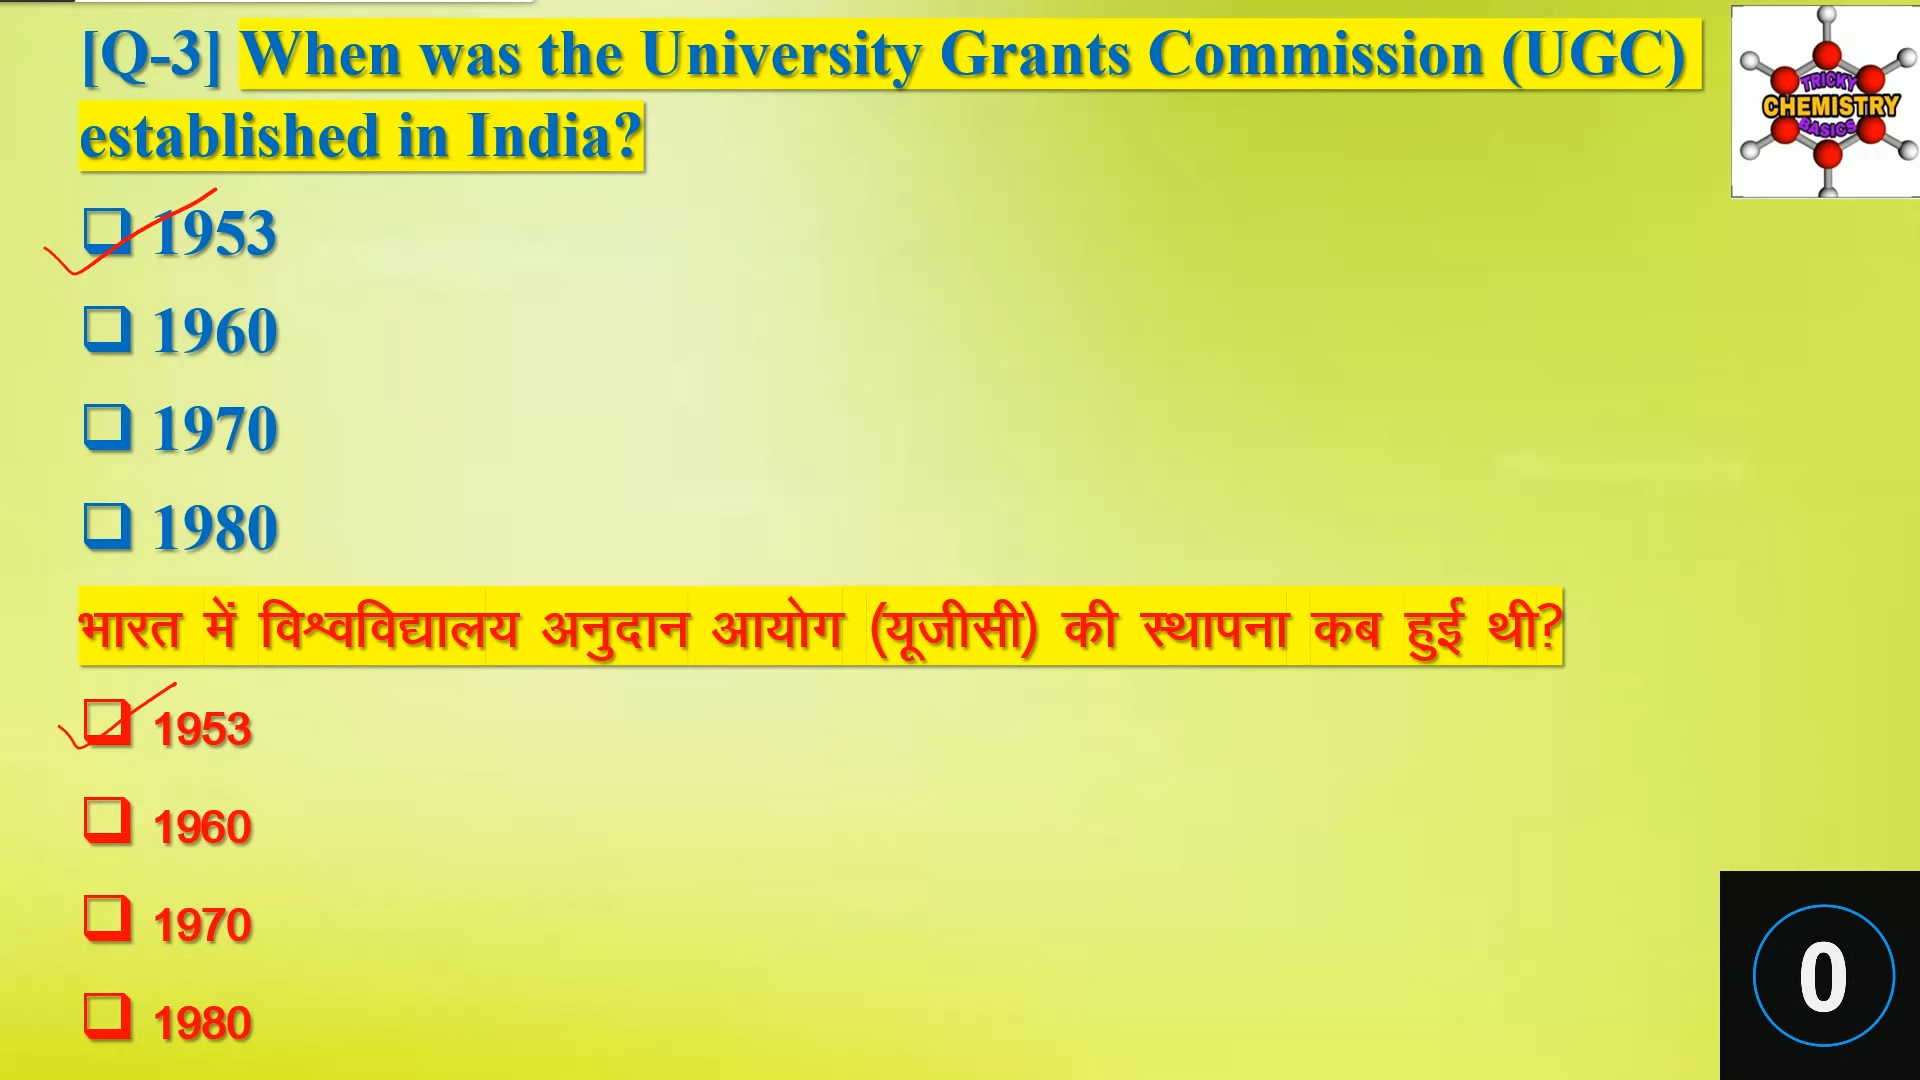 [Q-3] When was the University Grants Commission (UGC)
established in India?
❑ 1953
❑ 1960
❑ 1970
❑ 1980
भारत में विश्वविद्यालय अनुदान आयोग (यूजीसी) की स्थापना कब हुई थी?
❑ 1953
❑ 1960
❑ 1970
❑ 1980
TRICKY
CHEMISTRY
BASICS
0